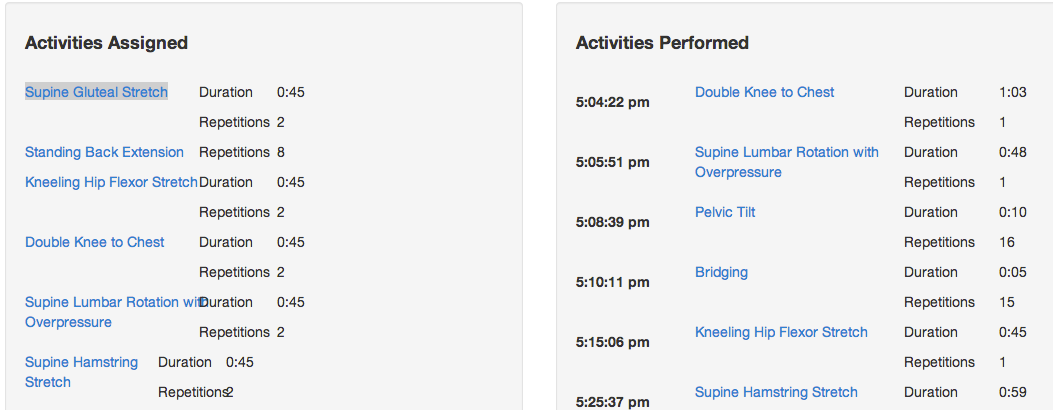 Activities Assigned
Supine Gluteal Stretch Duration 0:45
Repetitions 2
Standing Back Extension Repetitions 8
Kneeling Hip Flexor Stretch Duration 0:45
Repetitions 2
Double Knee to Chest Duration 0:45
Repetitions 2
Supine Lumbar Rotation with Duration 0:45
Overpressure
Repetitions 2
Supine Hamstring Duration 0:45
Stretch
Repetitions 2
Activities Performed
Double Knee to Chest Duration 1:03
5:04:22 pm
Repetitions 1
Supine Lumbar Rotation with Duration 0:48
5:05:51 pm
Overpressure
Repetitions 1
Pelvic Tilt Duration 0:10
5:08:39 pm
Repetitions 16
Bridging Duration 0:05
5:10:11 pm
Repetitions 15
Kneeling Hip Flexor Stretch Duration 0:45
5:15:06 pm
Repetitions 1
Supine Hamstring Stretch Duration 0:59
5:25:37 pm